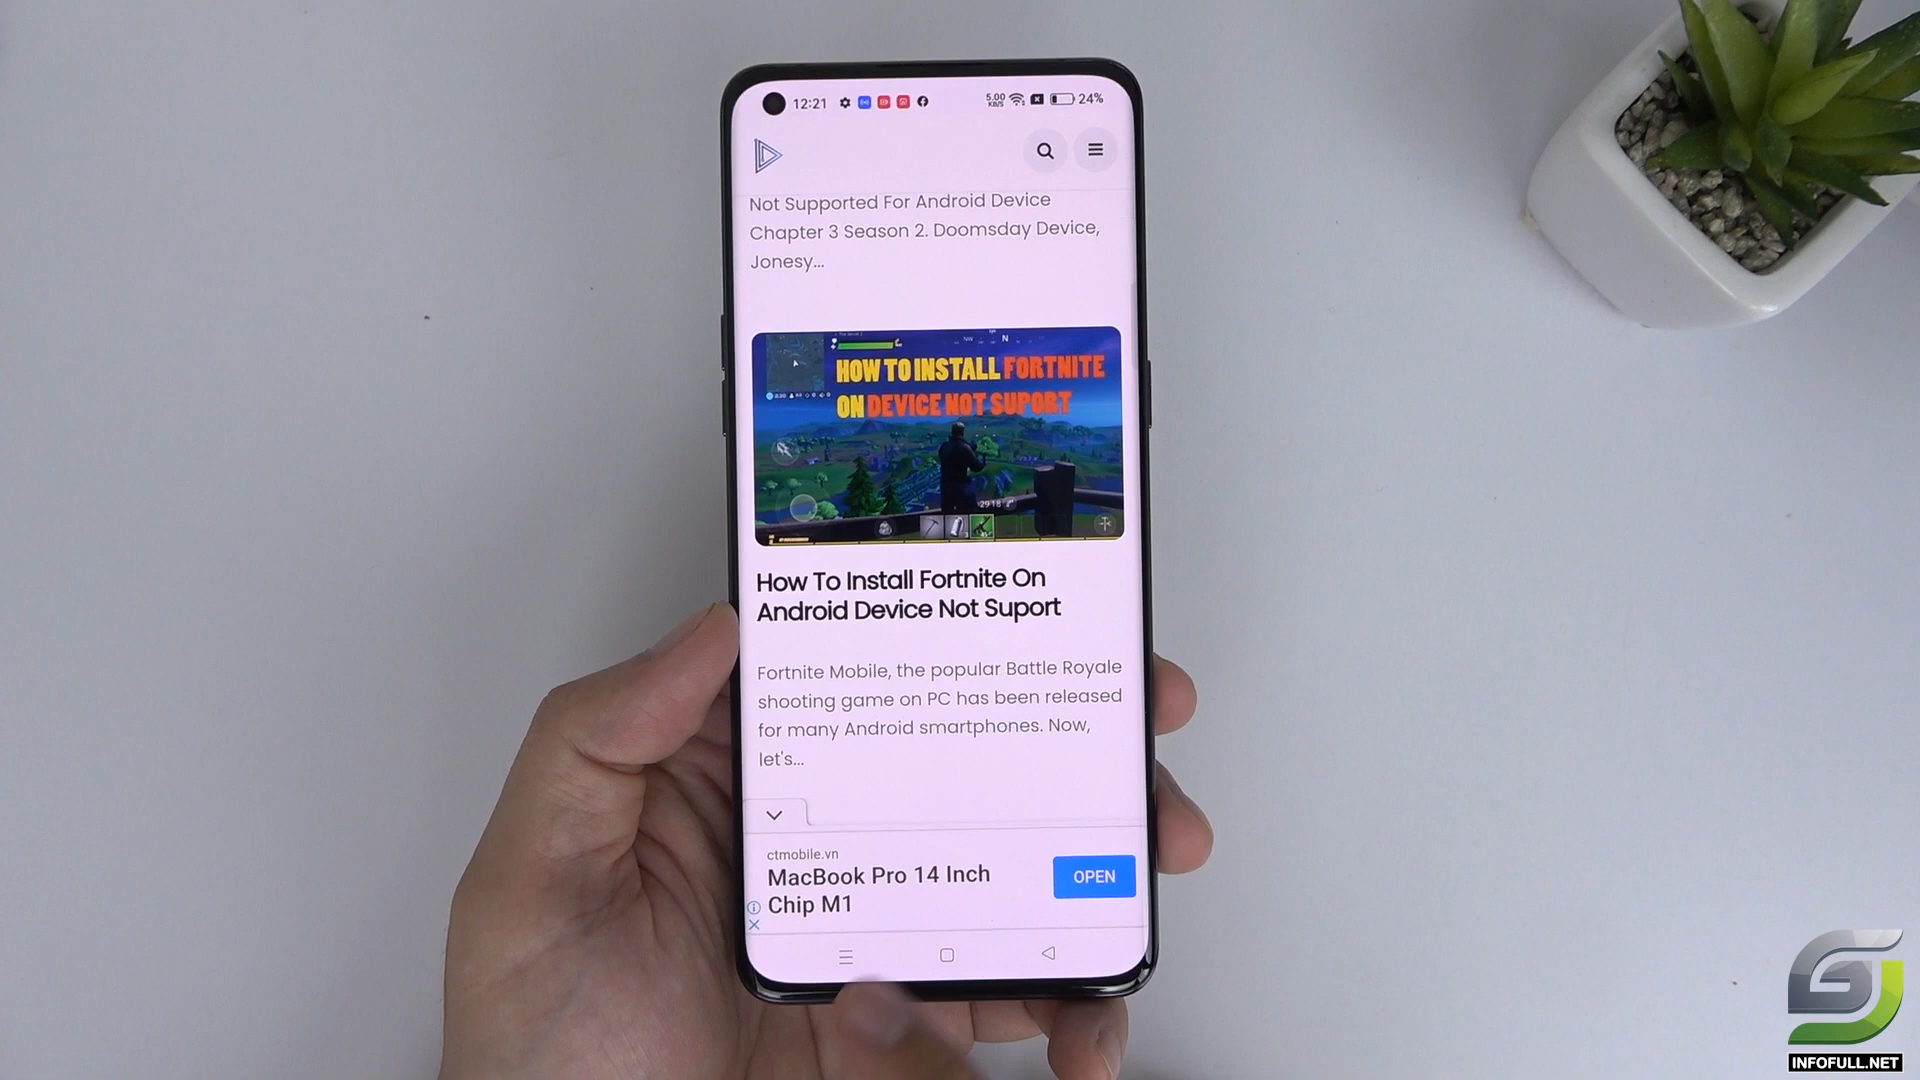 12:21
5.00
KB/S
24%
Not Supported For Android Device
Chapter 3 Season 2. Doomsday Device,
Jonesy...
NW
N
HOW TO INSTALL FORTNITE
ON DEVICE NOT SUPORT
How To Install Fortnite On
Android Device Not Suport
Fortnite Mobile, the popular Battle Royale
shooting game on PC has been released
for many Android smartphones. Now,
let's...
ctmobile.vn
MacBook Pro 14 Inch
Chip M1
OPEN
INFOFULL.NET